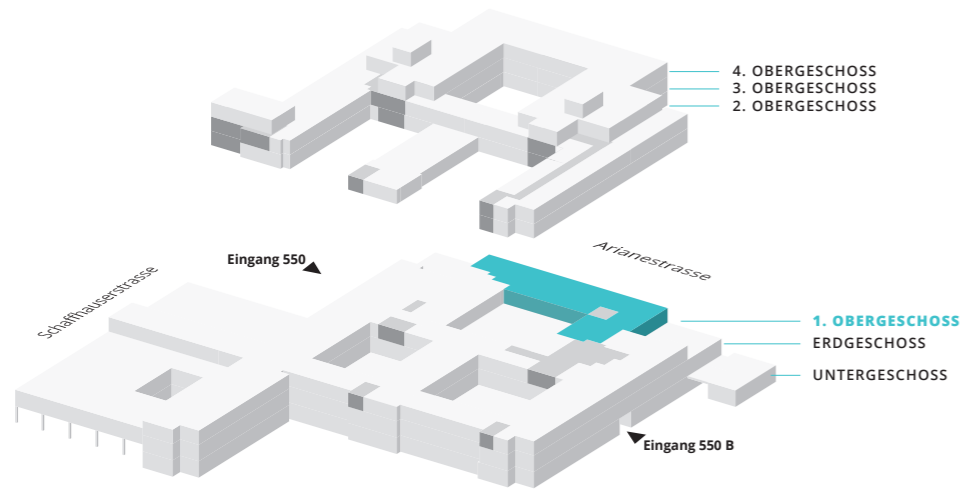 4. OBERGESCHOSS
3. OBERGESCHOSS
2. OBERGESCHOSS
Arianestrasse
Eingang 550
Schaffhauserstrasse
1. OBERGESCHOSS
ERDGESCHOSS
UNTERGESCHOSS
Eingang 550 B